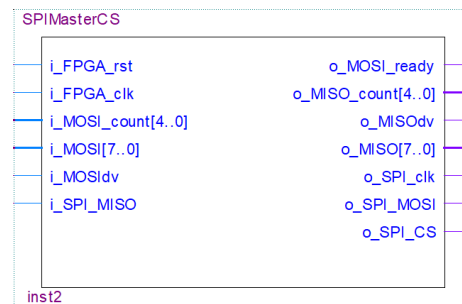 SPIMasterCS
i_FPGA_rst o_MOSI_ready
i_FPGA_clk o_MISO_count[4..0]
i_MOSI_count[4..0] o_MISOdv
i_MOSI[7..0] o_MISO[7..0]
i_MOSIdv o_SPI_clk
i_SPI_MISO o_SPI_MOSI
o_SPI_CS
inst2